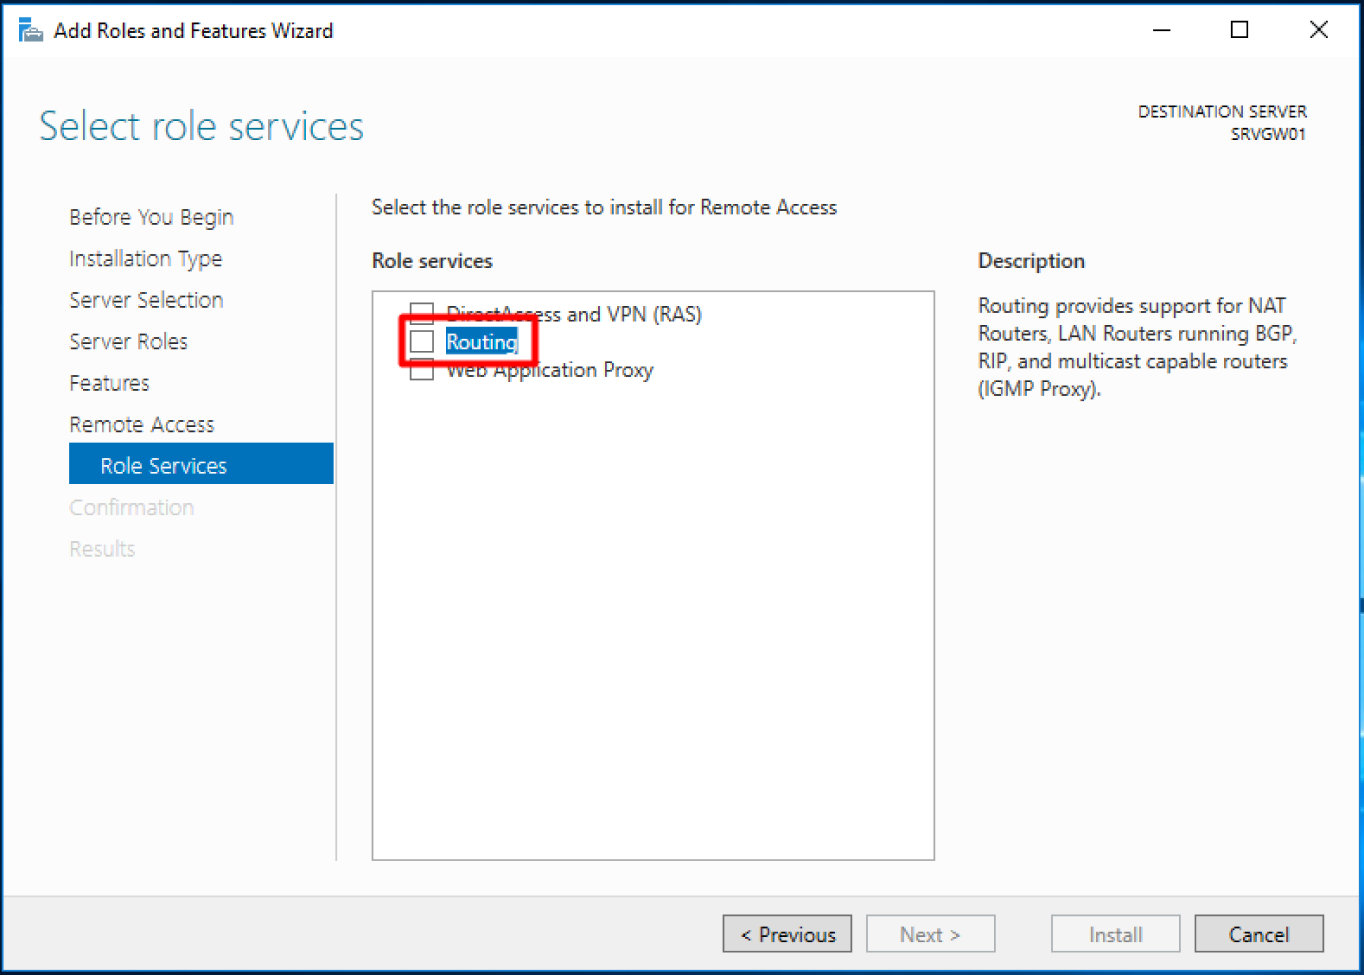 Add Roles and Features Wizard
Select role services
DESTINATION SERVER
SRVGW01
Before You Begin
Installation Type
Server Selection
Server Roles
Features
Remote Access
Role Services
Confirmation
Results
Select the role services to install for Remote Access
Role services
DirectAccess and VPN (RAS)
Routing
Web Application Proxy
Description
Routing provides support for NAT
Routers, LAN Routers running BGP,
RIP, and multicast capable routers
(IGMP Proxy).
< Previous
Next >
Install
Cancel